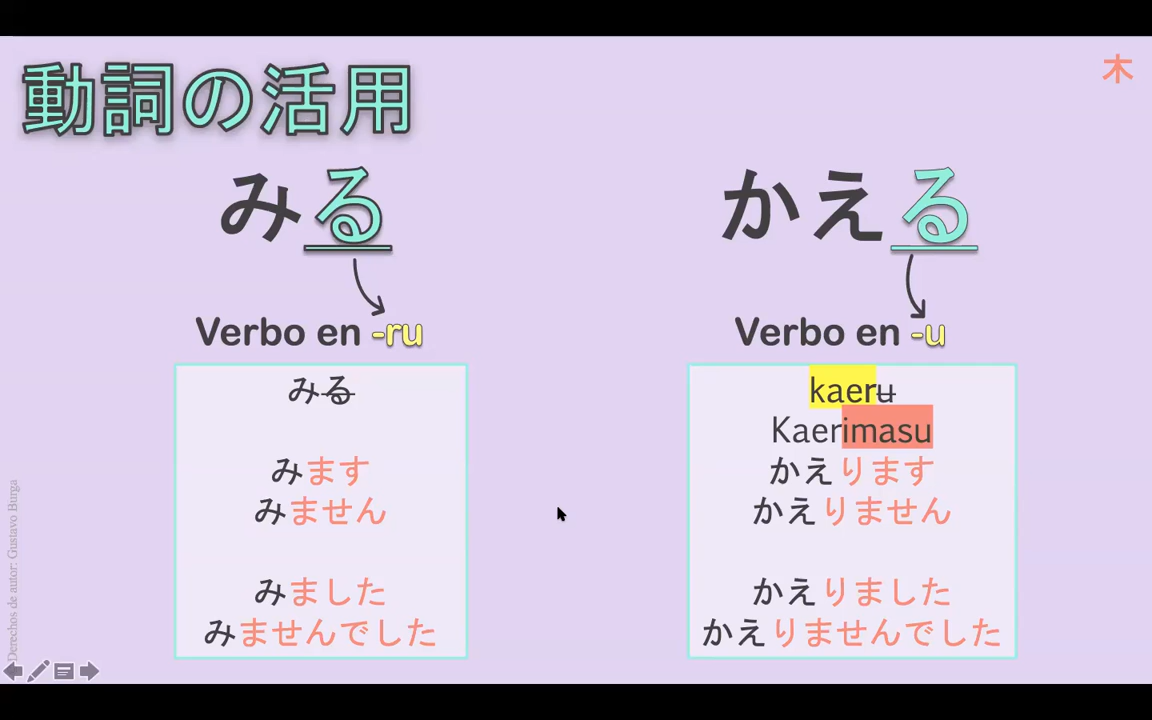 動詞の活用
木
みる
Verbo en -ru
みる
みます
みません
みました
みませんでした
かえる
Verbo en -u
kaeru
Kaerimasu
かえります
かえりません
かえりました
かえりませんでした
Derechos de autor: Gustavo Burga